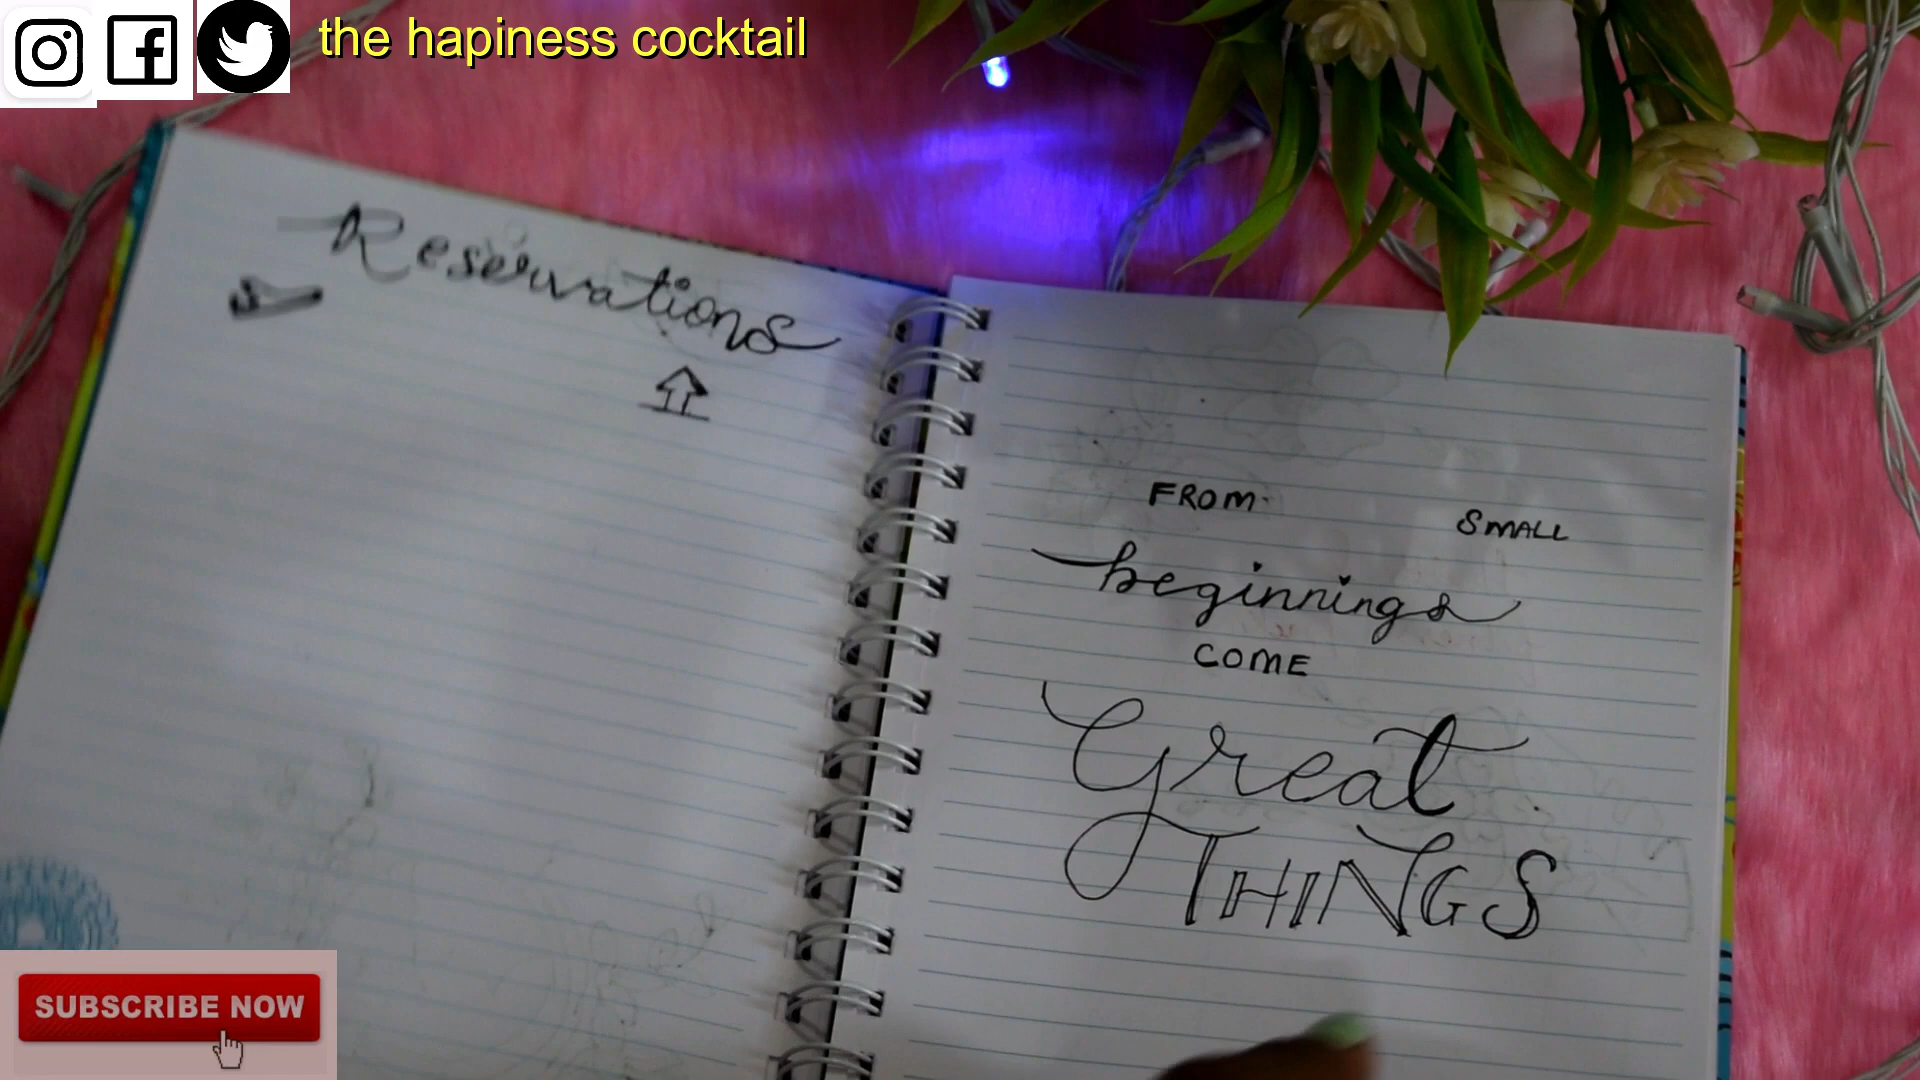 the hapiness cocktail
Reservations
FROM SMALL
beginnings
COME
Great
THINGS
SUBSCRIBE NOW